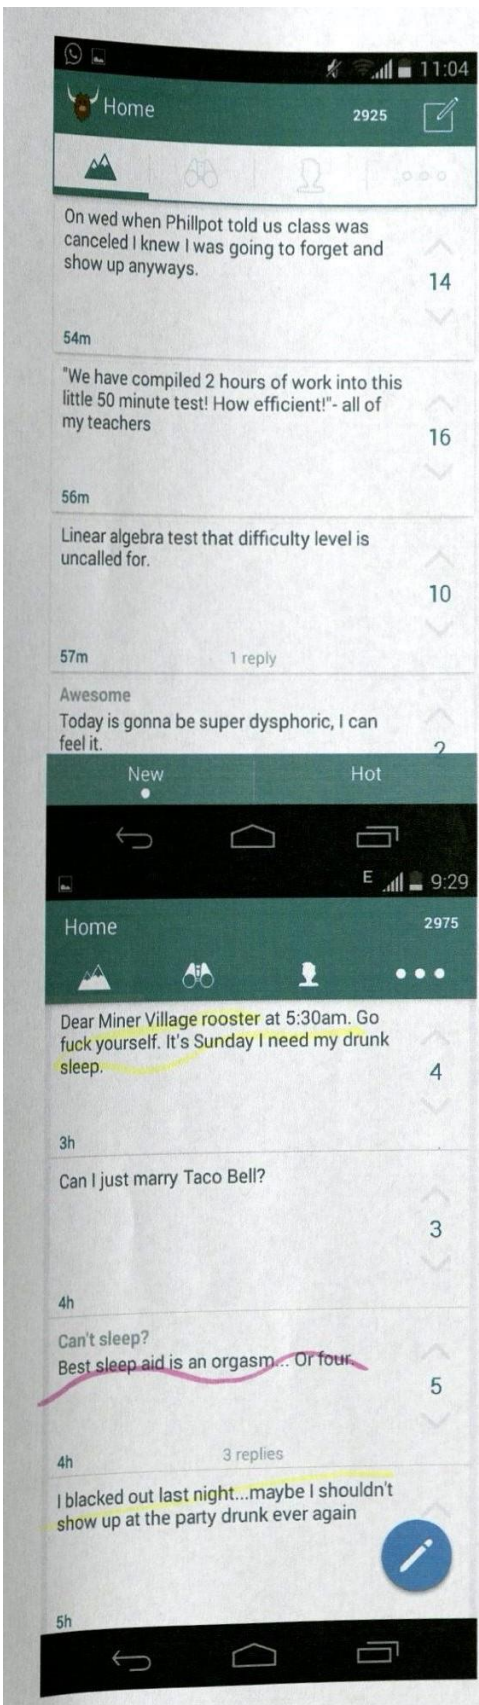 11:04
Home 2925
On wed when Phillpot told us class was
canceled I knew I was going to forget and
show up anyways.
14
54m
"We have compiled 2 hours of work into this
little 50 minute test! How efficient!"- all of
my teachers
16
56m
Linear algebra test that difficulty level is
uncalled for.
10
57m 1 reply
Awesome
Today is gonna be super dysphoric, I can
feel it.
2
New Hot
E 9:29
Home 2975
Dear Miner Village rooster at 5:30am. Go
fuck yourself. It's Sunday I need my drunk
sleep.
4
3h
Can I just marry Taco Bell?
3
4h
Can't sleep?
Best sleep aid is an orgasm... Or four.
5
4h 3 replies
I blacked out last night...maybe I shouldn't
show up at the party drunk ever again
5h